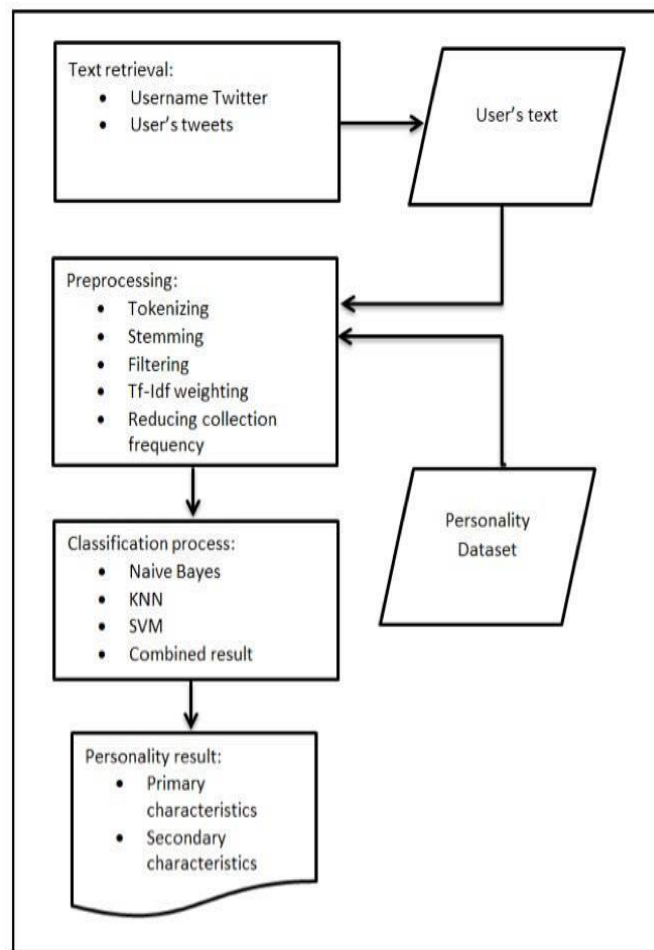 Text retrieval:
• Username Twitter
• User's tweets
User's text
Preprocessing:
• Tokenizing
• Stemming
• Filtering
• Tf-Idf weighting
• Reducing collection
frequency
Personality
Dataset
Classification process:
• Naive Bayes
• KNN
• SVM
• Combined result
Personality result:
• Primary
characteristics
• Secondary
characteristics